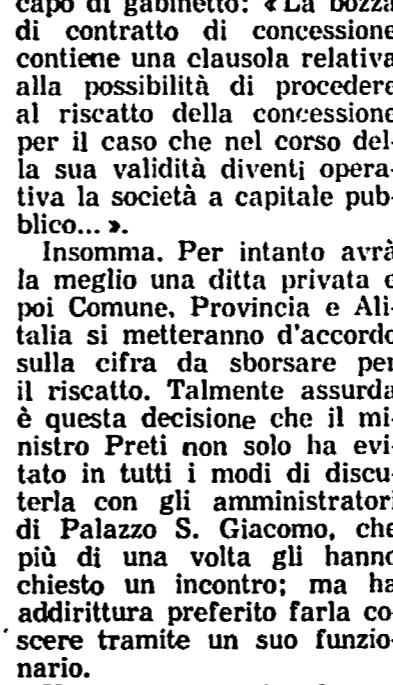 capo di gabinetto: «La bozza
di contratto di concessione
contiene una clausola relativa
alla possibilità di procedere
al riscatto della concessione
per il caso che nel corso del-
la sua validità diventi opera-
tiva la società a capitale pub-
blico... ».
Insomma. Per intanto avrà
la meglio una ditta privata e
poi Comune, Provincia e Ali-
talia si metteranno d'accordo
sulla cifra da sborsare per
il riscatto. Talmente assurda
è questa decisione che il mi-
nistro Preti non solo ha evi-
tato in tutti i modi di discu-
terla con gli amministratori
di Palazzo S. Giacomo, che
più di una volta gli hanno
chiesto un incontro; ma ha
addirittura preferito farla co-
scere tramite un suo funzio-
nario.